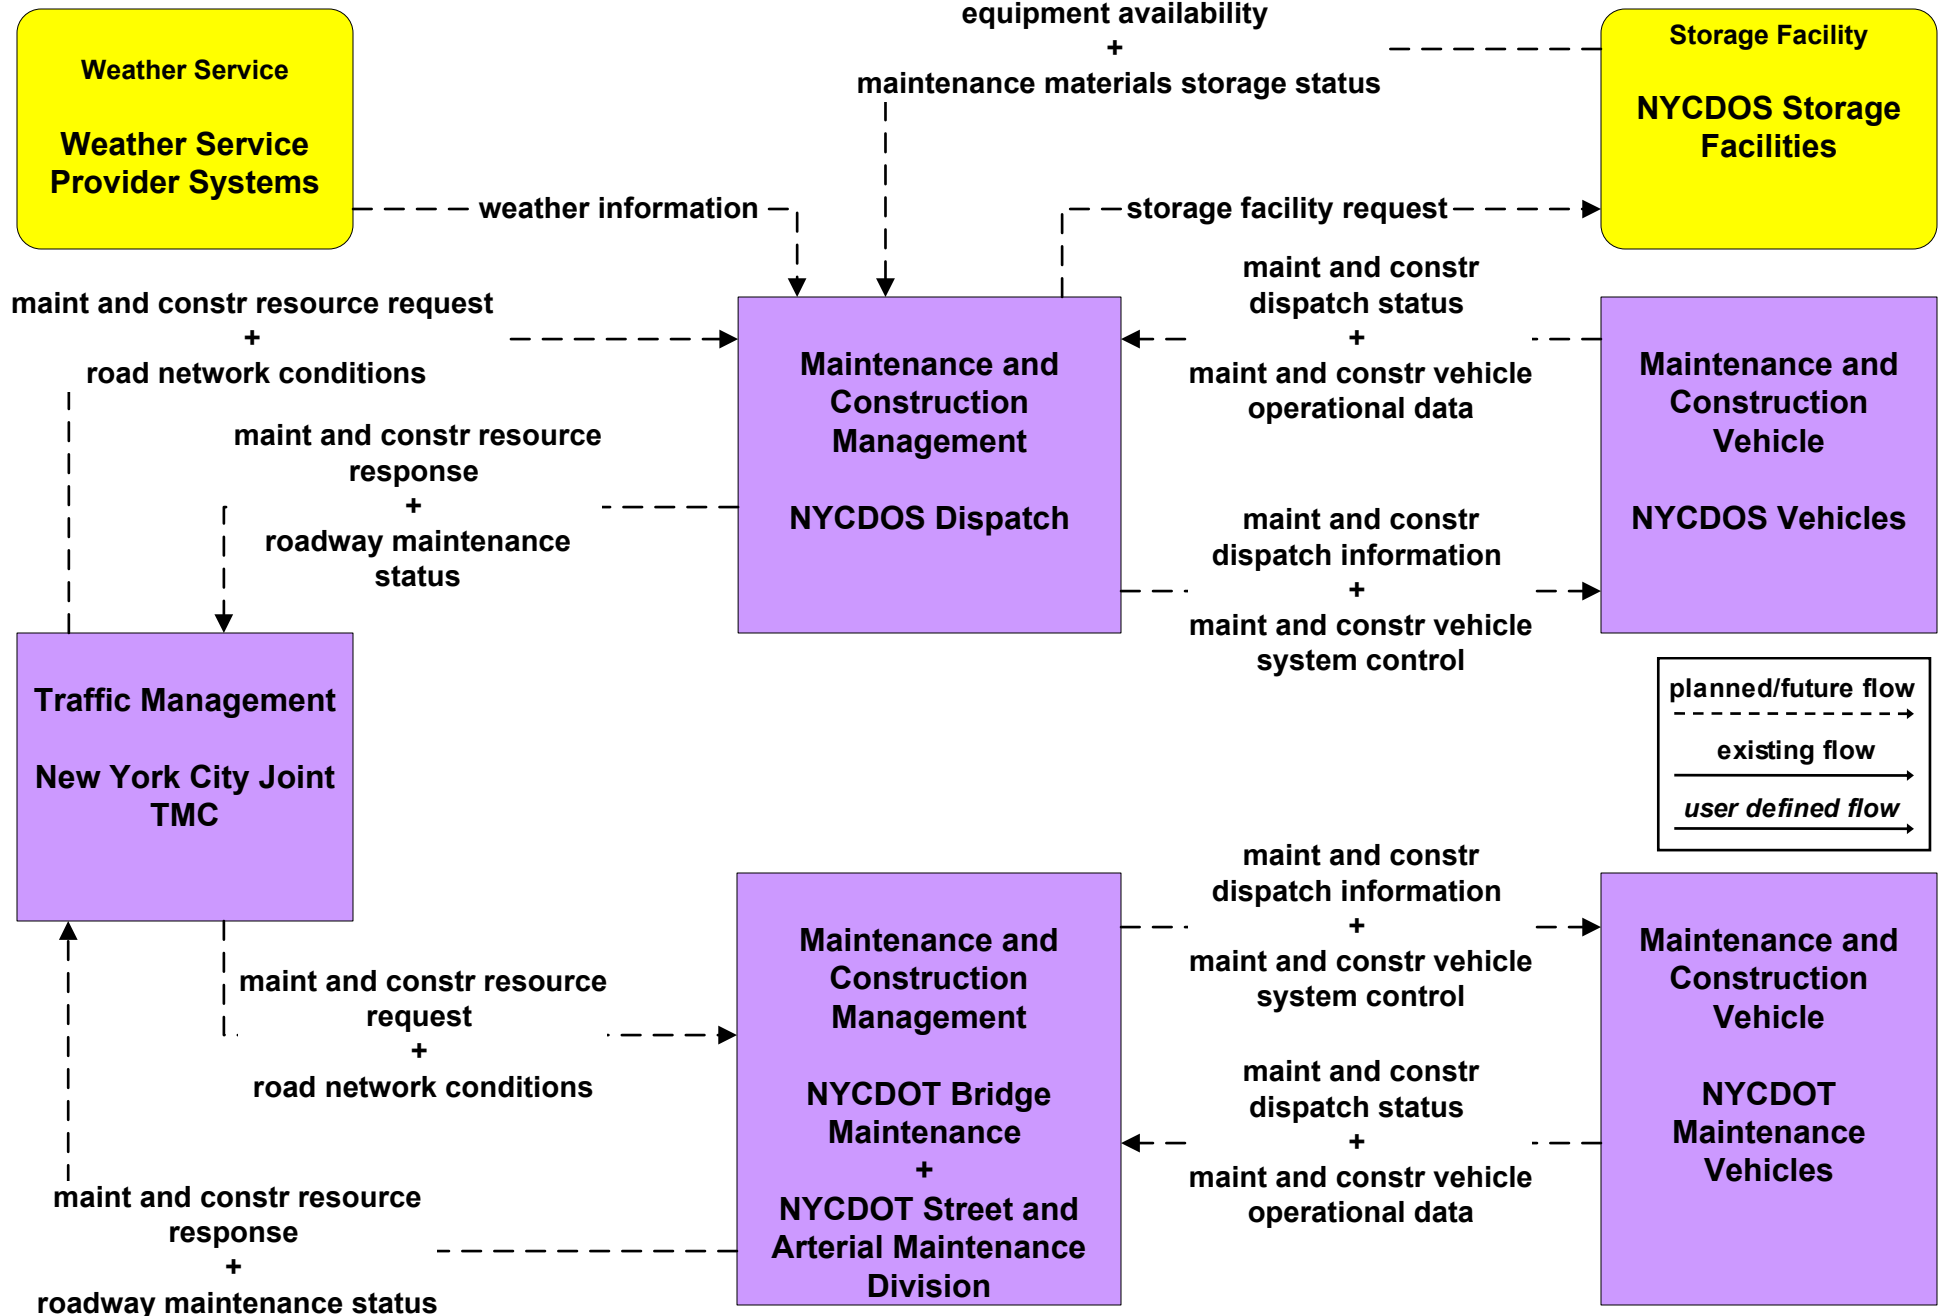 equipment availability
+
maintenance materials storage status
Weather Service
Weather Service
Provider Systems
Storage Facility
NYCDOS Storage
Facilities
weather information
storage facility request
maint and constr resource request
+
road network conditions
maint and constr
dispatch status
+
maint and constr vehicle
operational data
Maintenance and
Construction
Management
NYCDOS Dispatch
Maintenance and
Construction
Vehicle
NYCDOS Vehicles
maint and constr resource
response
+
roadway maintenance
status
maint and constr
dispatch information
+
maint and constr vehicle
system control
Traffic Management
New York City Joint
TMC
planned/future flow
existing flow
user defined flow
maint and constr
dispatch information
+
maint and constr vehicle
system control
Maintenance and
Construction
Management
NYCDOT Bridge
Maintenance
+
NYCDOT Street and
Arterial Maintenance
Division
Maintenance and
Construction
Vehicle
NYCDOT
Maintenance
Vehicles
maint and constr resource
request
+
road network conditions
maint and constr
dispatch status
+
maint and constr vehicle
operational data
maint and constr resource
response
+
roadway maintenance status